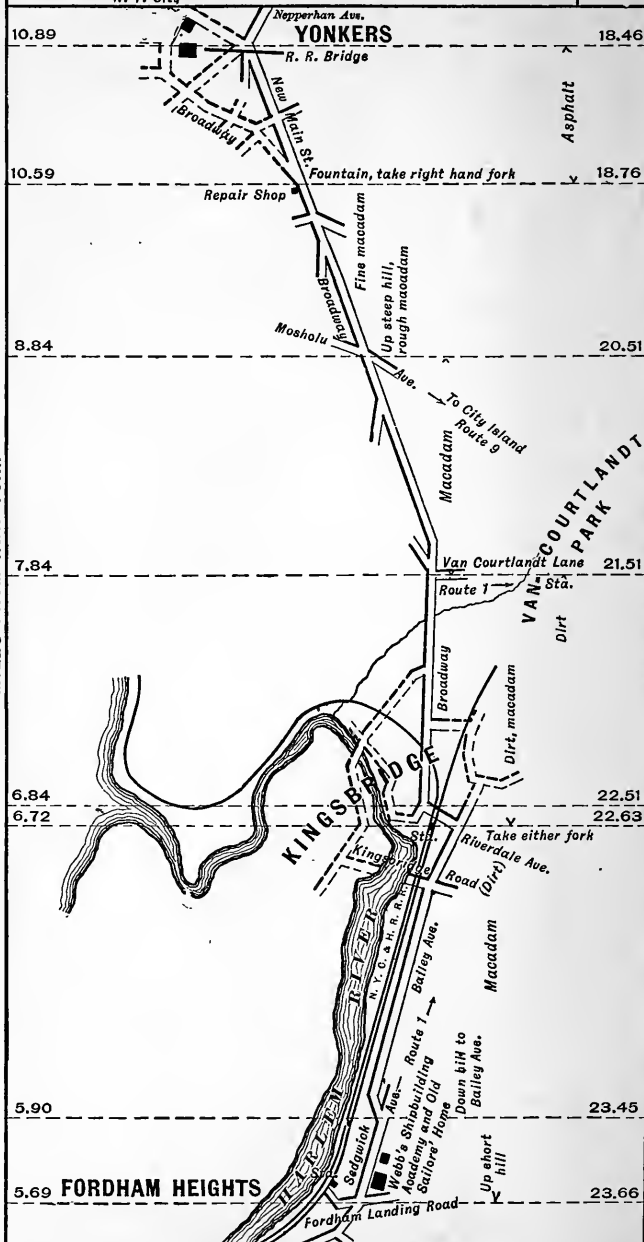 Nepperhan Ave.
10.89
YONKERS
18.46
R. R. Bridge
Asphalt
New Main St.
Broadway
10.59
Fountain, take right hand fork
18.76
Repair Shop
Fine macadam
Broadway
Up steep hill,
rough macadam
Mosholu
Ave.
8.84
20.51
To City Island
Route 9
Macadam
VAN COURTLANDT
PARK
Van Courtlandt Lane
7.84
21.51
Route 1
Sta.
Dirt
Broadway
Dirt, macadam
KINGSBRIDGE
6.84
22.51
6.72
22.63
Sta.
Take either fork
Riverdale Ave.
Kingsbridge
Road
(Dirt)
N. Y. C. & H. R. R. R.
Bailey Ave.
Macadam
HARLEM RIVER
Route 1
Down hill to
Bailey Ave.
Sedgwick
Ave.
Webb's Shipbuilding
Academy and Old
Sailors' Home
5.90
23.45
Up short
hill
Sta.
5.69
FORDHAM HEIGHTS
23.66
Fordham Landing Road